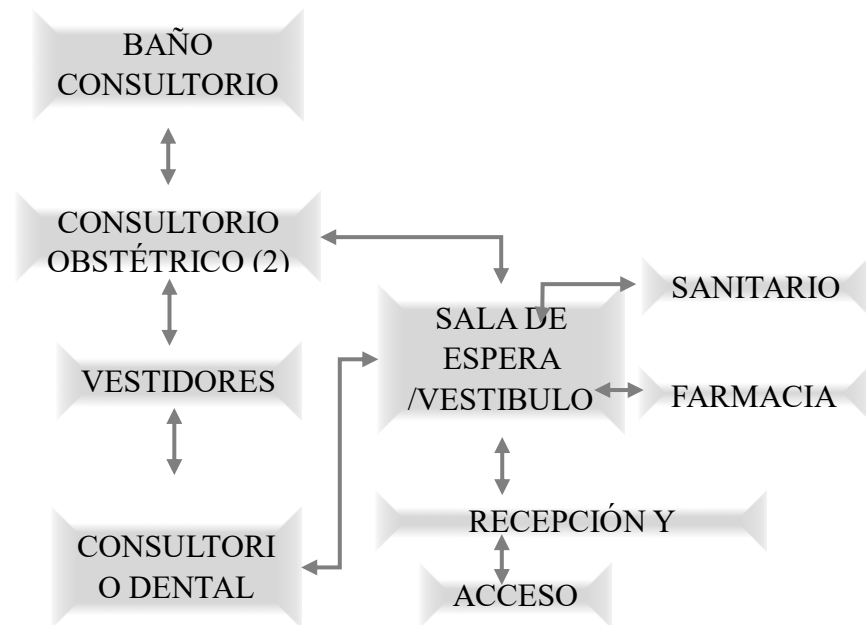 BAÑO
CONSULTORIO
CONSULTORIO
OBSTÉTRICO (2)
VESTIDORES
CONSULTORI
O DENTAL
SALA DE
ESPERA
/VESTIBULO
SANITARIO
FARMACIA
RECEPCIÓN Y
ACCESO